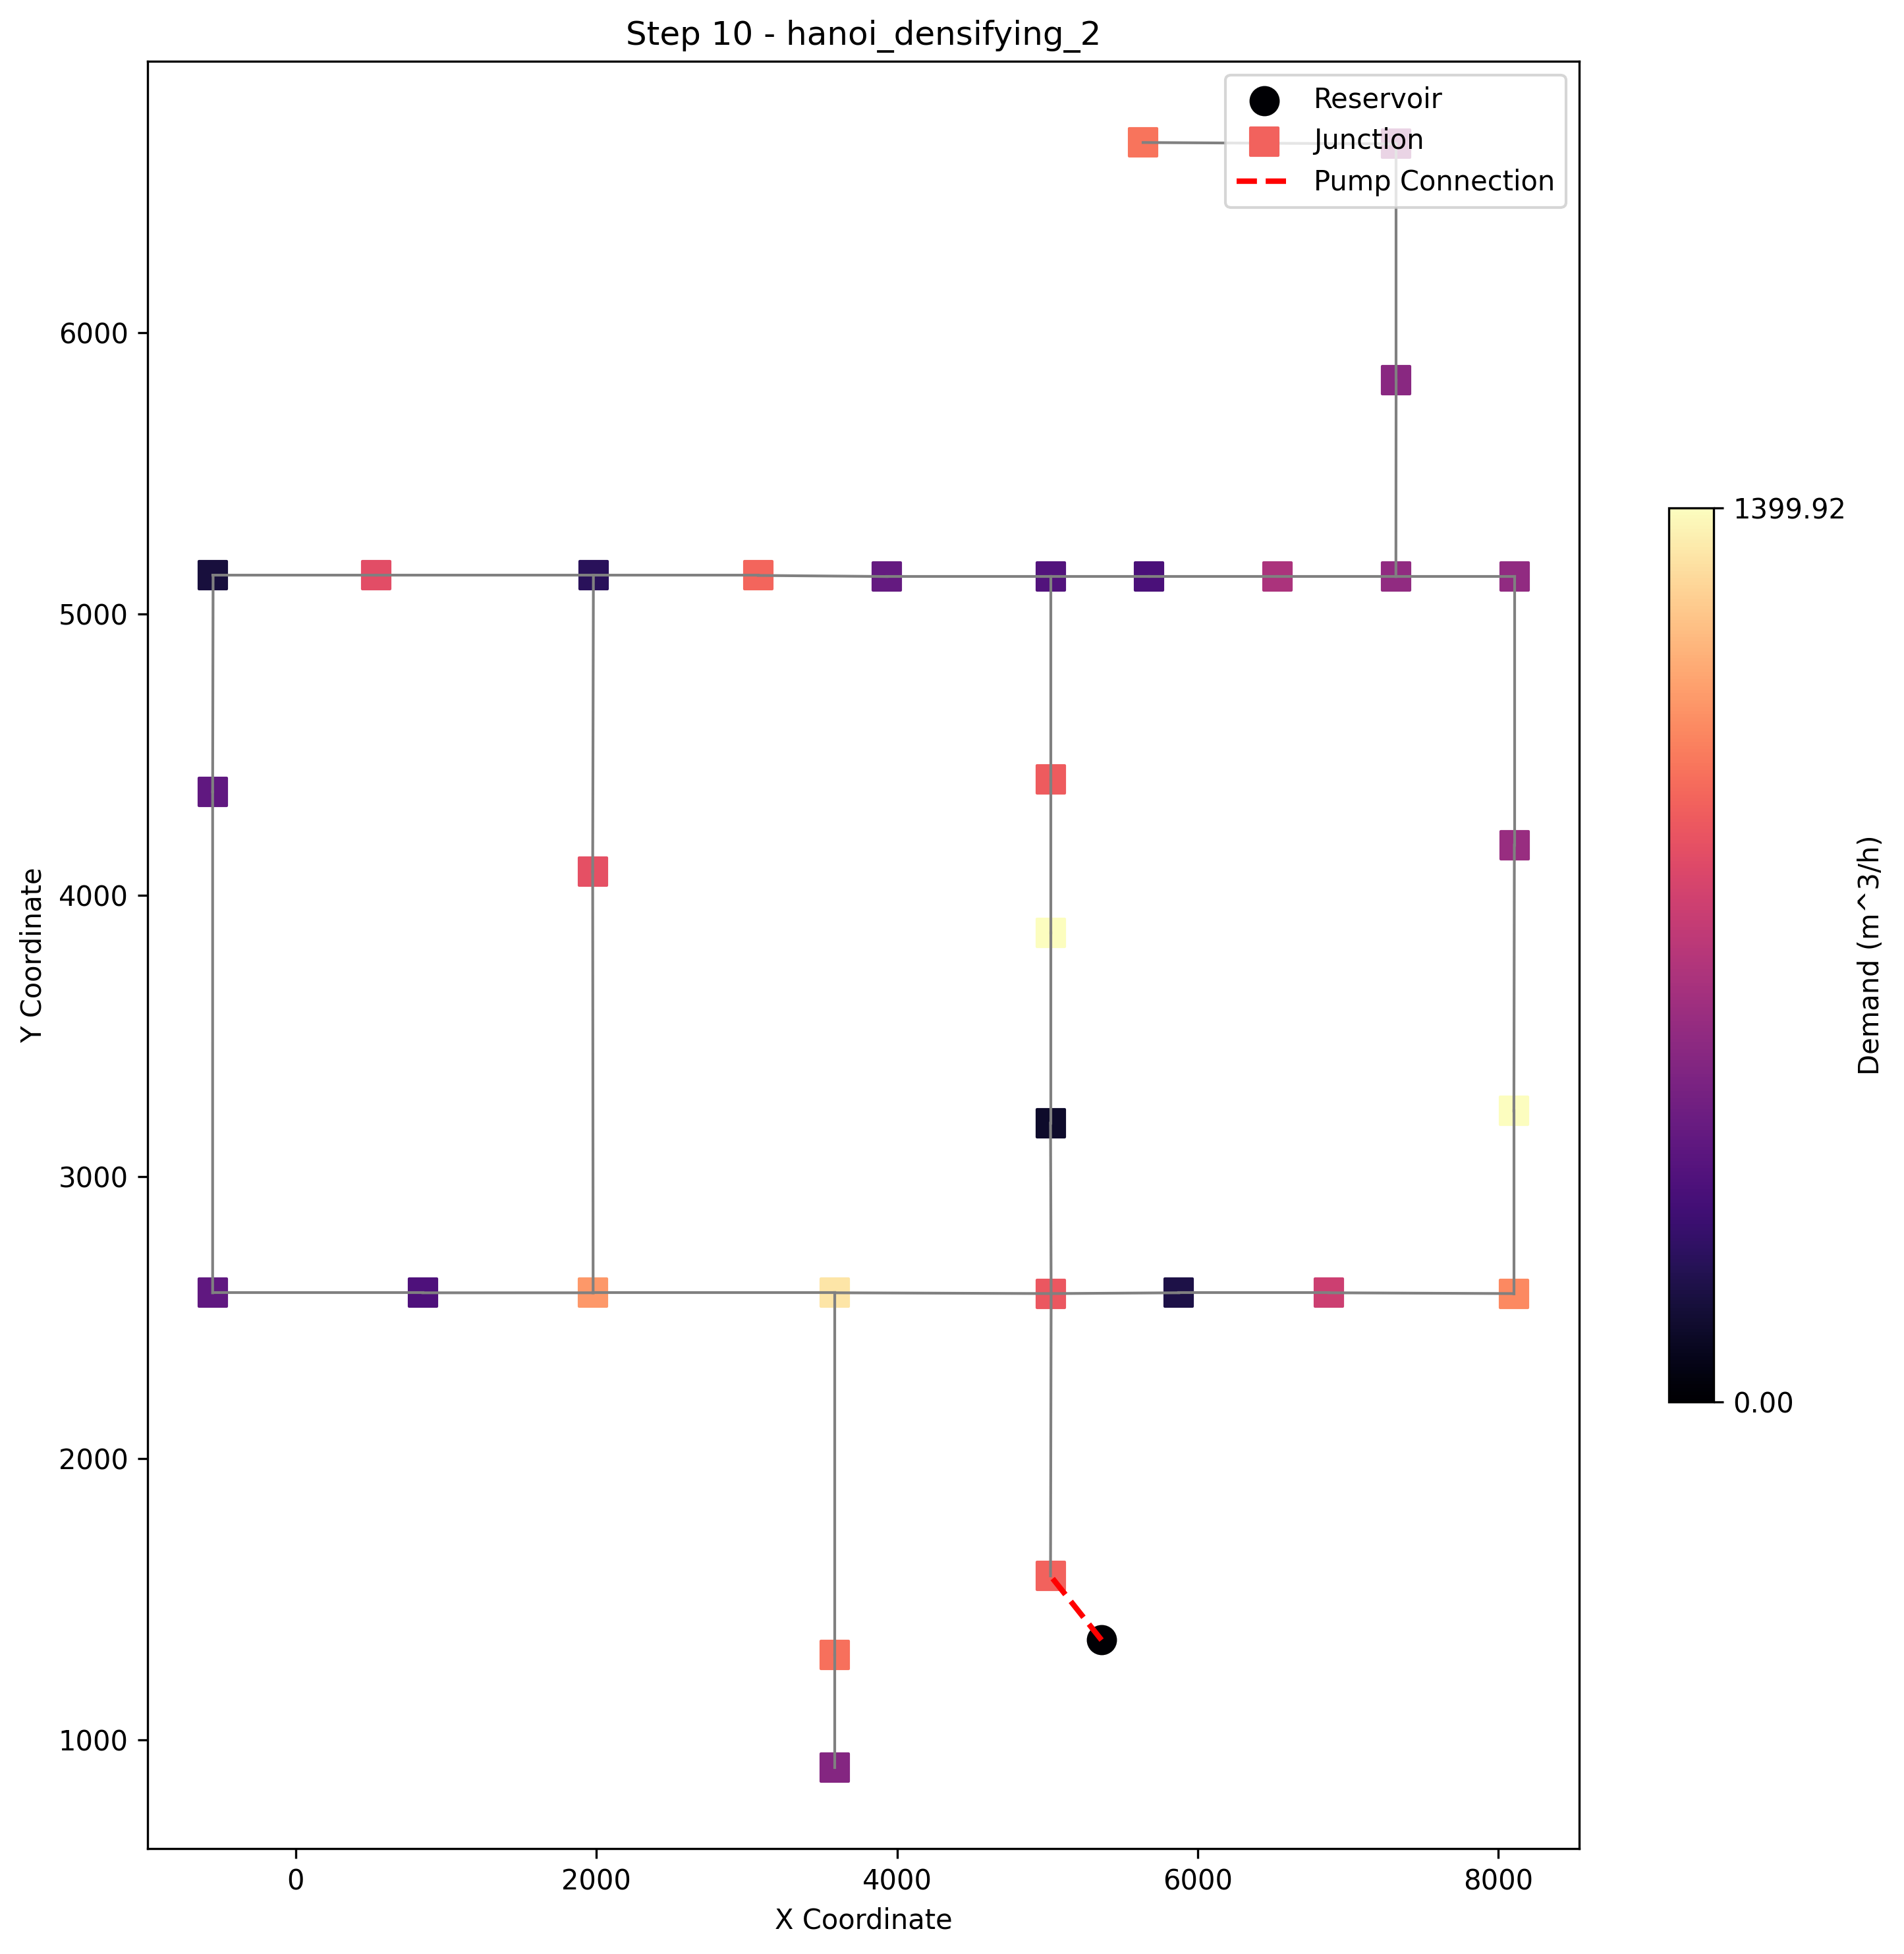 Step 10 - hanoi_densifying_2
Reservoir
Junction
Pump Connection
6000
5000
4000
3000
2000
1000
Y Coordinate
0 2000 4000 6000 8000
X Coordinate
1399.92
0.00
Demand (m^3/h)